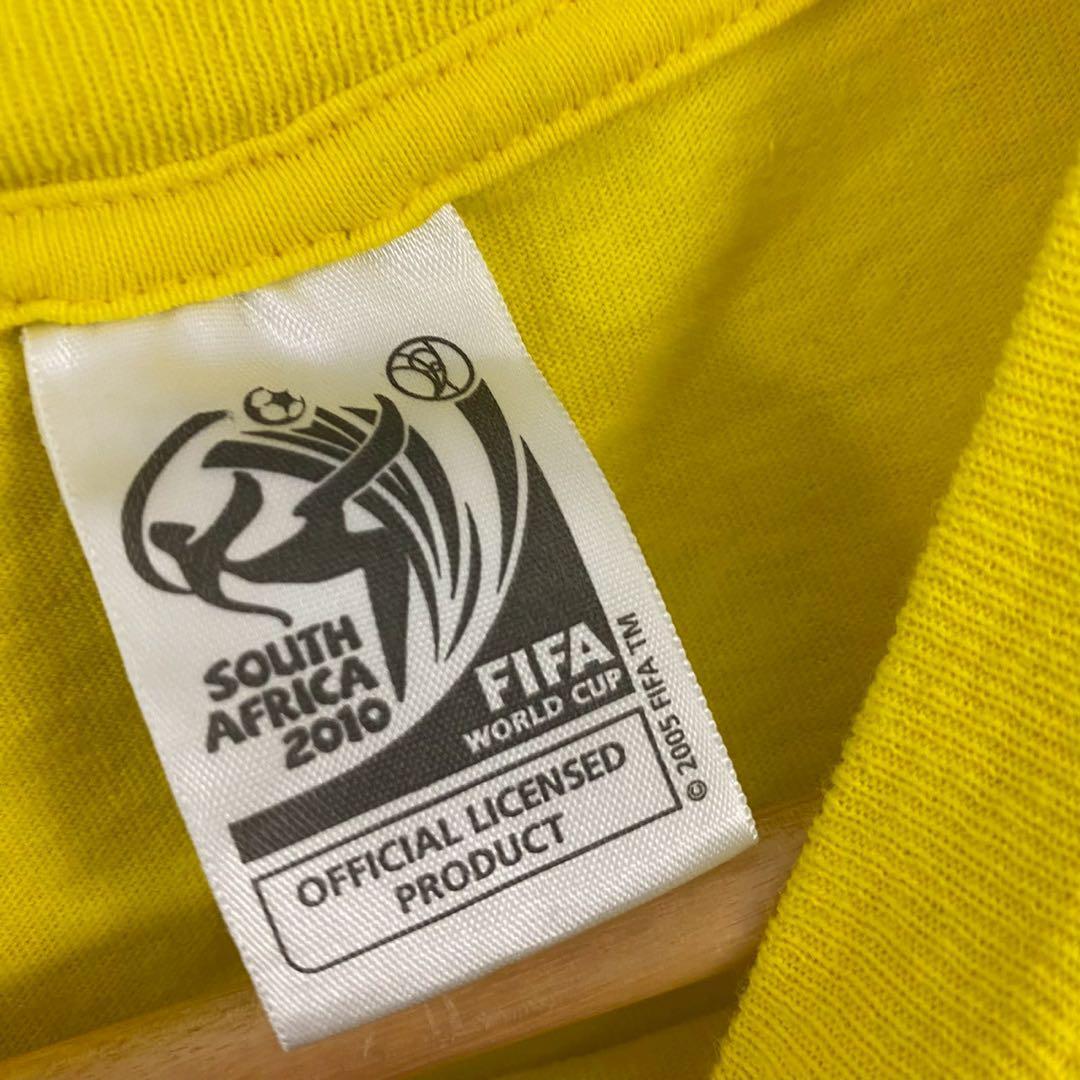 SOUTH
AFRICA
2010
FIFA
WORLD CUP
© 2005 FIFA TM
OFFICIAL LICENSED
PRODUCT